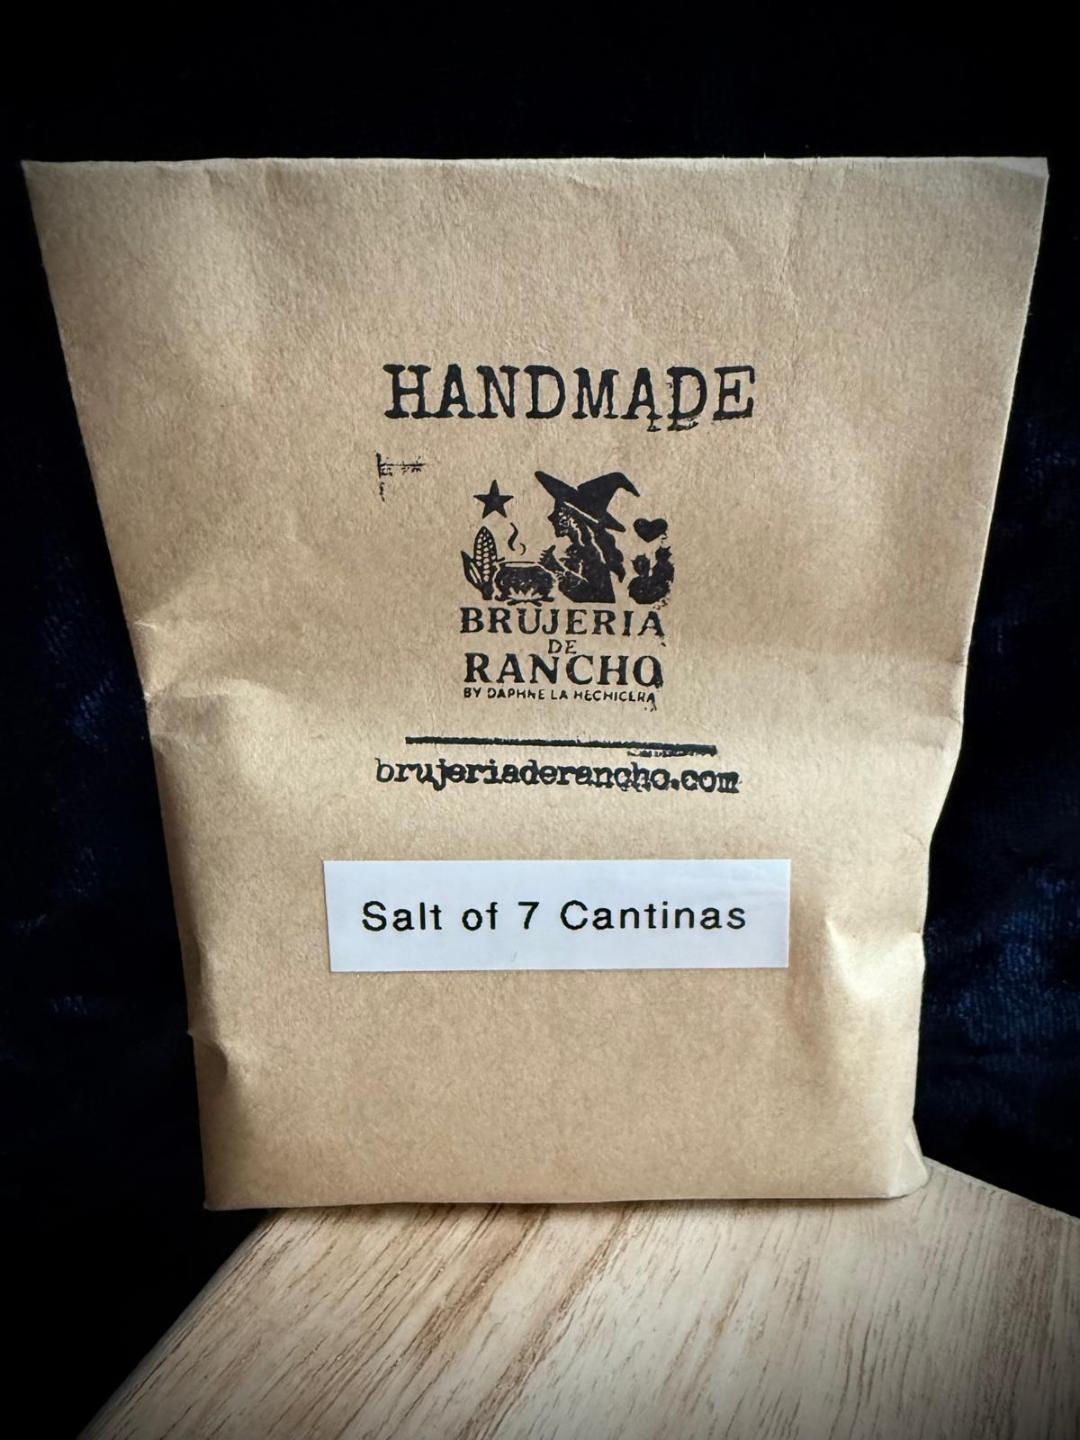 HANDMADE
BRUJERIA
DE
RANCHO
BY DAPHNE LA HECHICERA
brujeriaderancho.com
Salt of 7 Cantinas